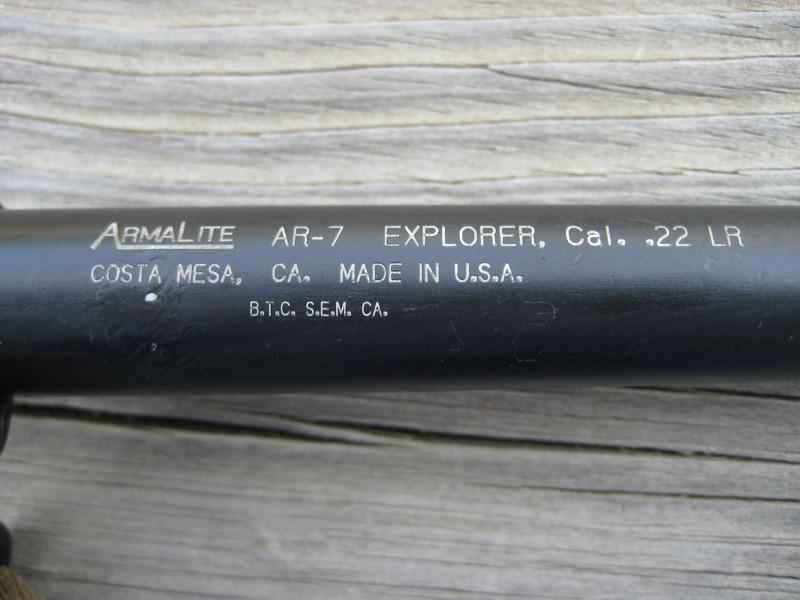 ARMALITE AR-7 EXPLORER, Cal. .22 LR
COSTA MESA, CA. MADE IN U.S.A.
B.T.C. S.E.M. CA.